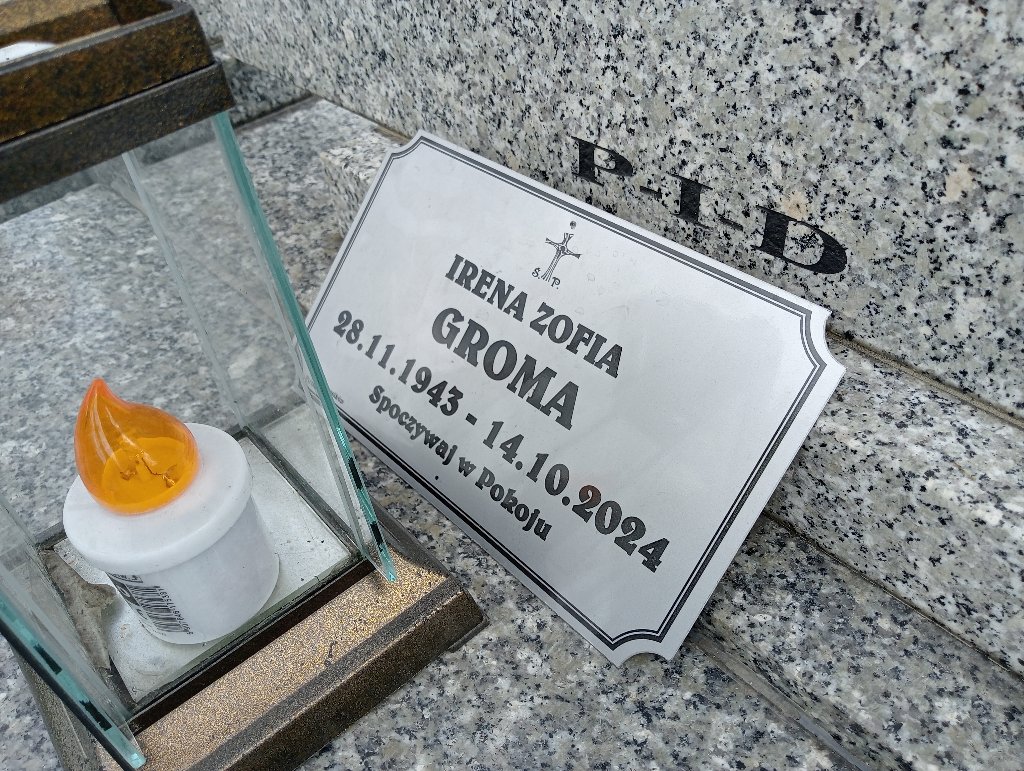 P-I-D
Ś. P.
IRENA ZOFIA
GROMA
28.11.1943 - 14.10.2024
Spoczywaj w Pokoju